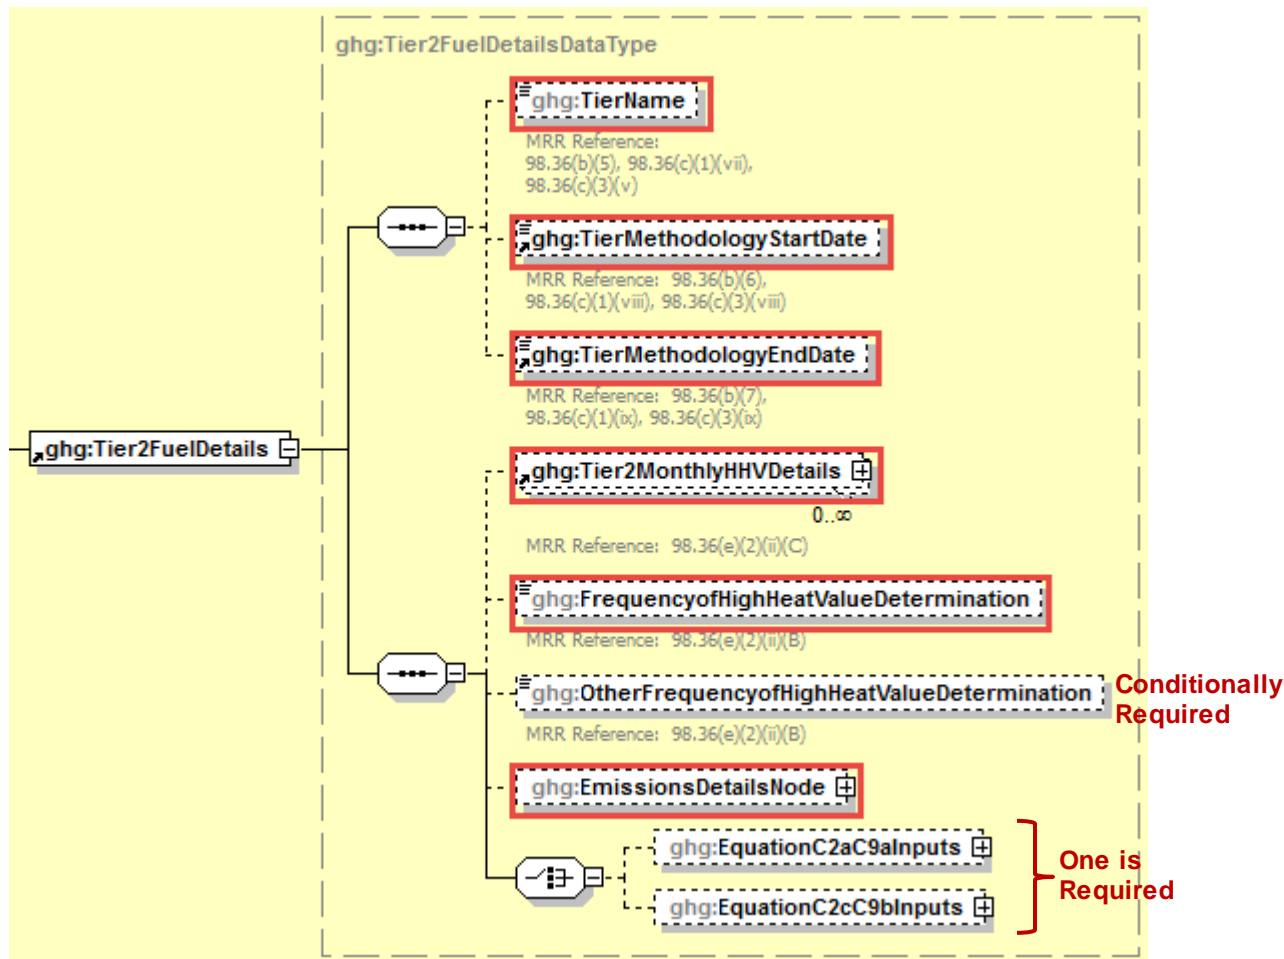 ghg:Tier2FuelDetailsDataType
ghg:TierName
MRR Reference:
98.36(b)(5), 98.36(c)(1)(vii),
98.36(c)(3)(v)
ghg:TierMethodologyStartDate
MRR Reference: 98.36(b)(6),
98.36(c)(1)(viii), 98.36(c)(3)(viii)
ghg:TierMethodologyEndDate
MRR Reference: 98.36(b)(7),
98.36(c)(1)(ix), 98.36(c)(3)(ix)
ghg:Tier2FuelDetails
ghg:Tier2MonthlyHHVDetails
0..∞
MRR Reference: 98.36(e)(2)(ii)(C)
ghg:FrequencyofHighHeatValueDetermination
MRR Reference: 98.36(e)(2)(ii)(B)
ghg:OtherFrequencyofHighHeatValueDetermination
Conditionally
Required
MRR Reference: 98.36(e)(2)(ii)(B)
ghg:EmissionsDetailsNode
ghg:EquationC2aC9aInputs
ghg:EquationC2cC9bInputs
One is
Required